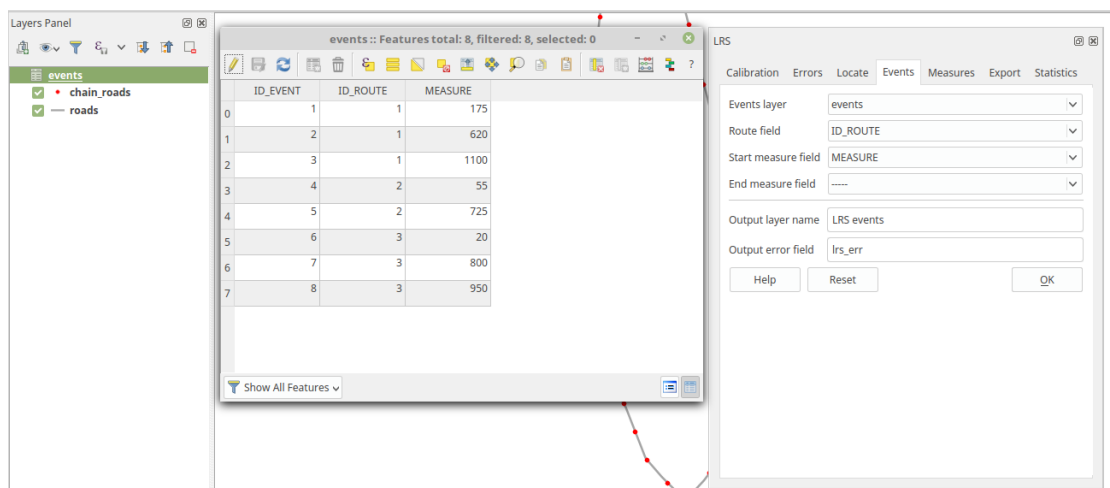 Layers Panel
events
chain_roads
roads
events :: Features total: 8, filtered: 8, selected: 0
ID_EVENT ID_ROUTE MEASURE
0 1 1 175
1 2 1 620
2 3 1 1100
3 4 2 55
4 5 2 725
5 6 3 20
6 7 3 800
7 8 3 950
Show All Features
LRS
Calibration Errors Locate Events Measures Export Statistics
Events layer events
Route field ID_ROUTE
Start measure field MEASURE
End measure field -----
Output layer name LRS events
Output error field lrs_err
Help Reset OK